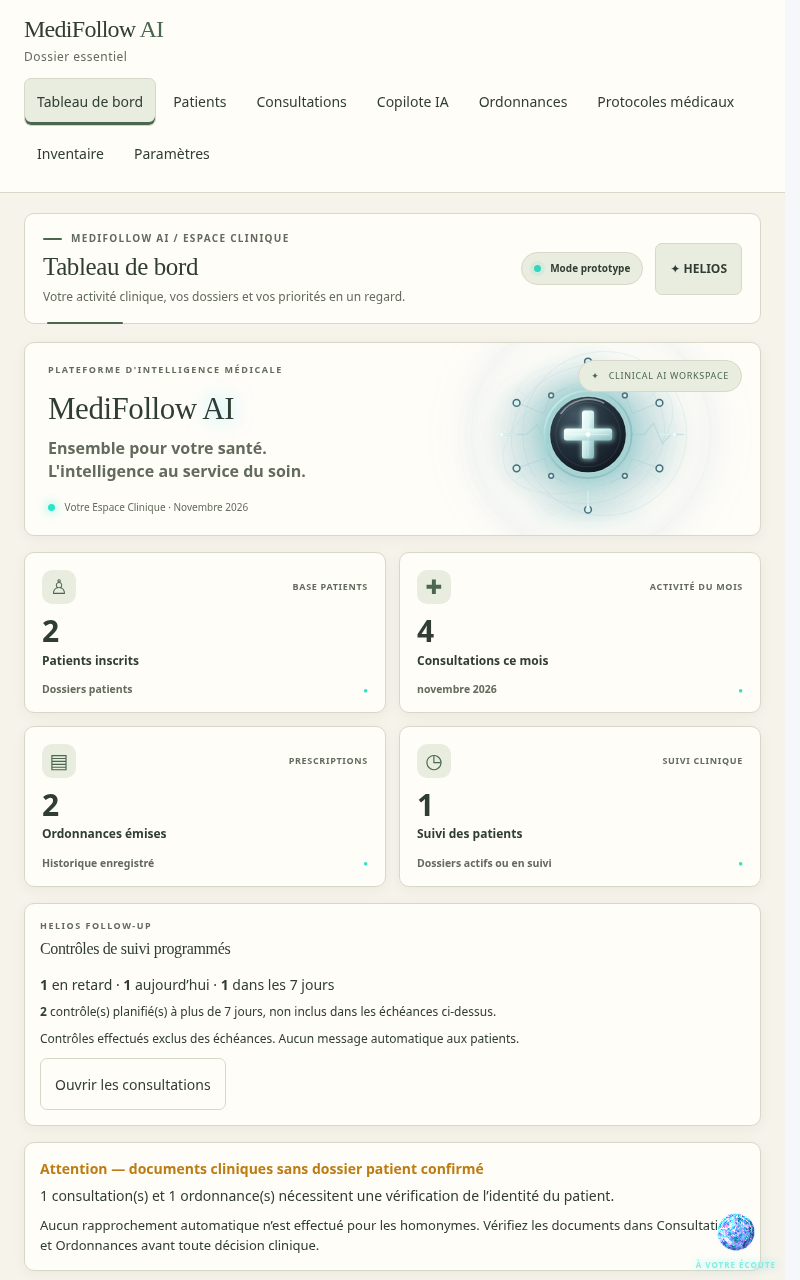 MediFollow AI
Dossier essentiel
Tableau de bord
Patients
Consultations
Copilote IA
Ordonnances
Protocoles médicaux
Inventaire
Paramètres
MEDIFOLLOW AI / ESPACE CLINIQUE
Tableau de bord
Votre activité clinique, vos dossiers et vos priorités en un regard.
Mode prototype
✦ HELIOS
PLATEFORME D'INTELLIGENCE MÉDICALE
✦ CLINICAL AI WORKSPACE
MediFollow AI
Ensemble pour votre santé.
L'intelligence au service du soin.
Votre Espace Clinique · Novembre 2026
BASE PATIENTS
2
Patients inscrits
Dossiers patients
ACTIVITÉ DU MOIS
4
Consultations ce mois
novembre 2026
PRESCRIPTIONS
2
Ordonnances émises
Historique enregistré
SUIVI CLINIQUE
1
Suivi des patients
Dossiers actifs ou en suivi
HELIOS FOLLOW-UP
Contrôles de suivi programmés
1 en retard · 1 aujourd’hui · 1 dans les 7 jours
2 contrôle(s) planifié(s) à plus de 7 jours, non inclus dans les échéances ci-dessus.
Contrôles effectués exclus des échéances. Aucun message automatique aux patients.
Ouvrir les consultations
Attention — documents cliniques sans dossier patient confirmé
1 consultation(s) et 1 ordonnance(s) nécessitent une vérification de l’identité du patient.
Aucun rapprochement automatique n’est effectué pour les homonymes. Vérifiez les documents dans Consultati
et Ordonnances avant toute décision clinique.
À VOTRE ÉCOUTE